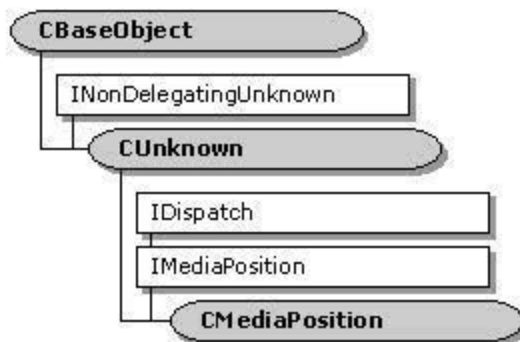 CBaseObject
INonDelegatingUnknown
CUnknown
IDispatch
IMediaPosition
CMediaPosition